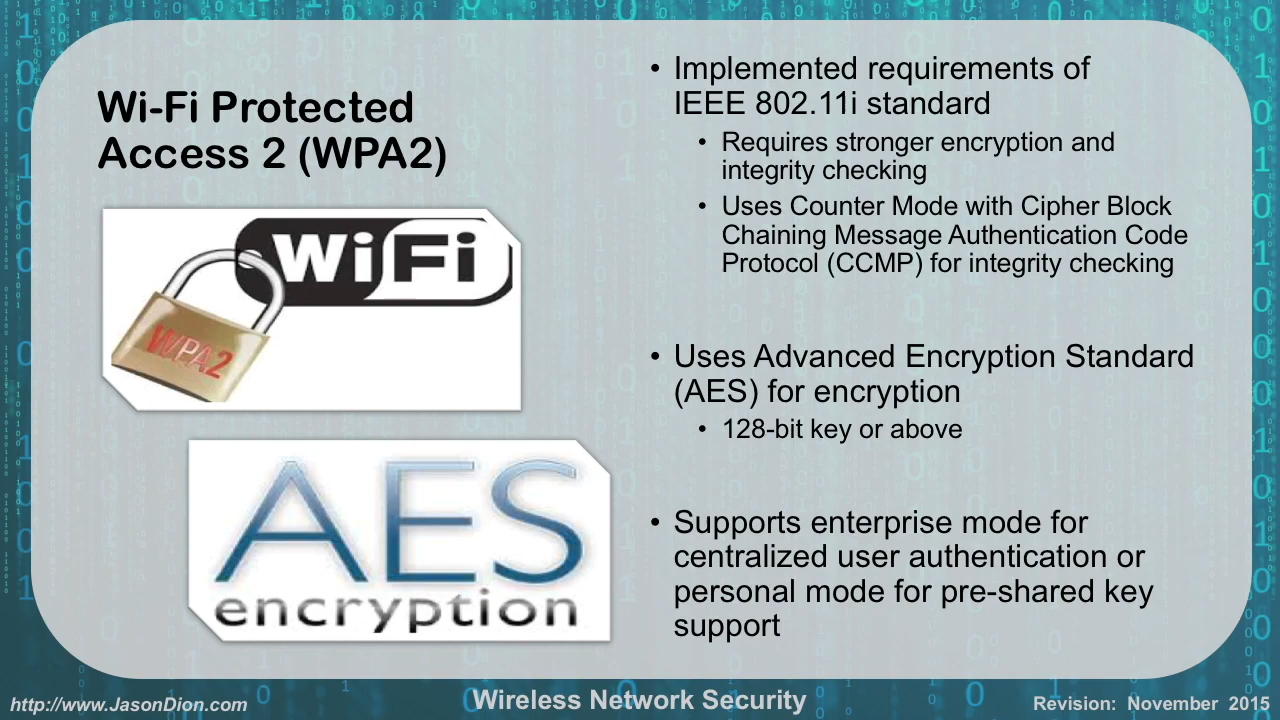 Wi-Fi Protected
Access 2 (WPA2)
WiFi
WPA2
AES
encryption
• Implemented requirements of
IEEE 802.11i standard
• Requires stronger encryption and
integrity checking
• Uses Counter Mode with Cipher Block
Chaining Message Authentication Code
Protocol (CCMP) for integrity checking
• Uses Advanced Encryption Standard
(AES) for encryption
• 128-bit key or above
• Supports enterprise mode for
centralized user authentication or
personal mode for pre-shared key
support
http://www.JasonDion.com
Wireless Network Security
Revision: November 2015